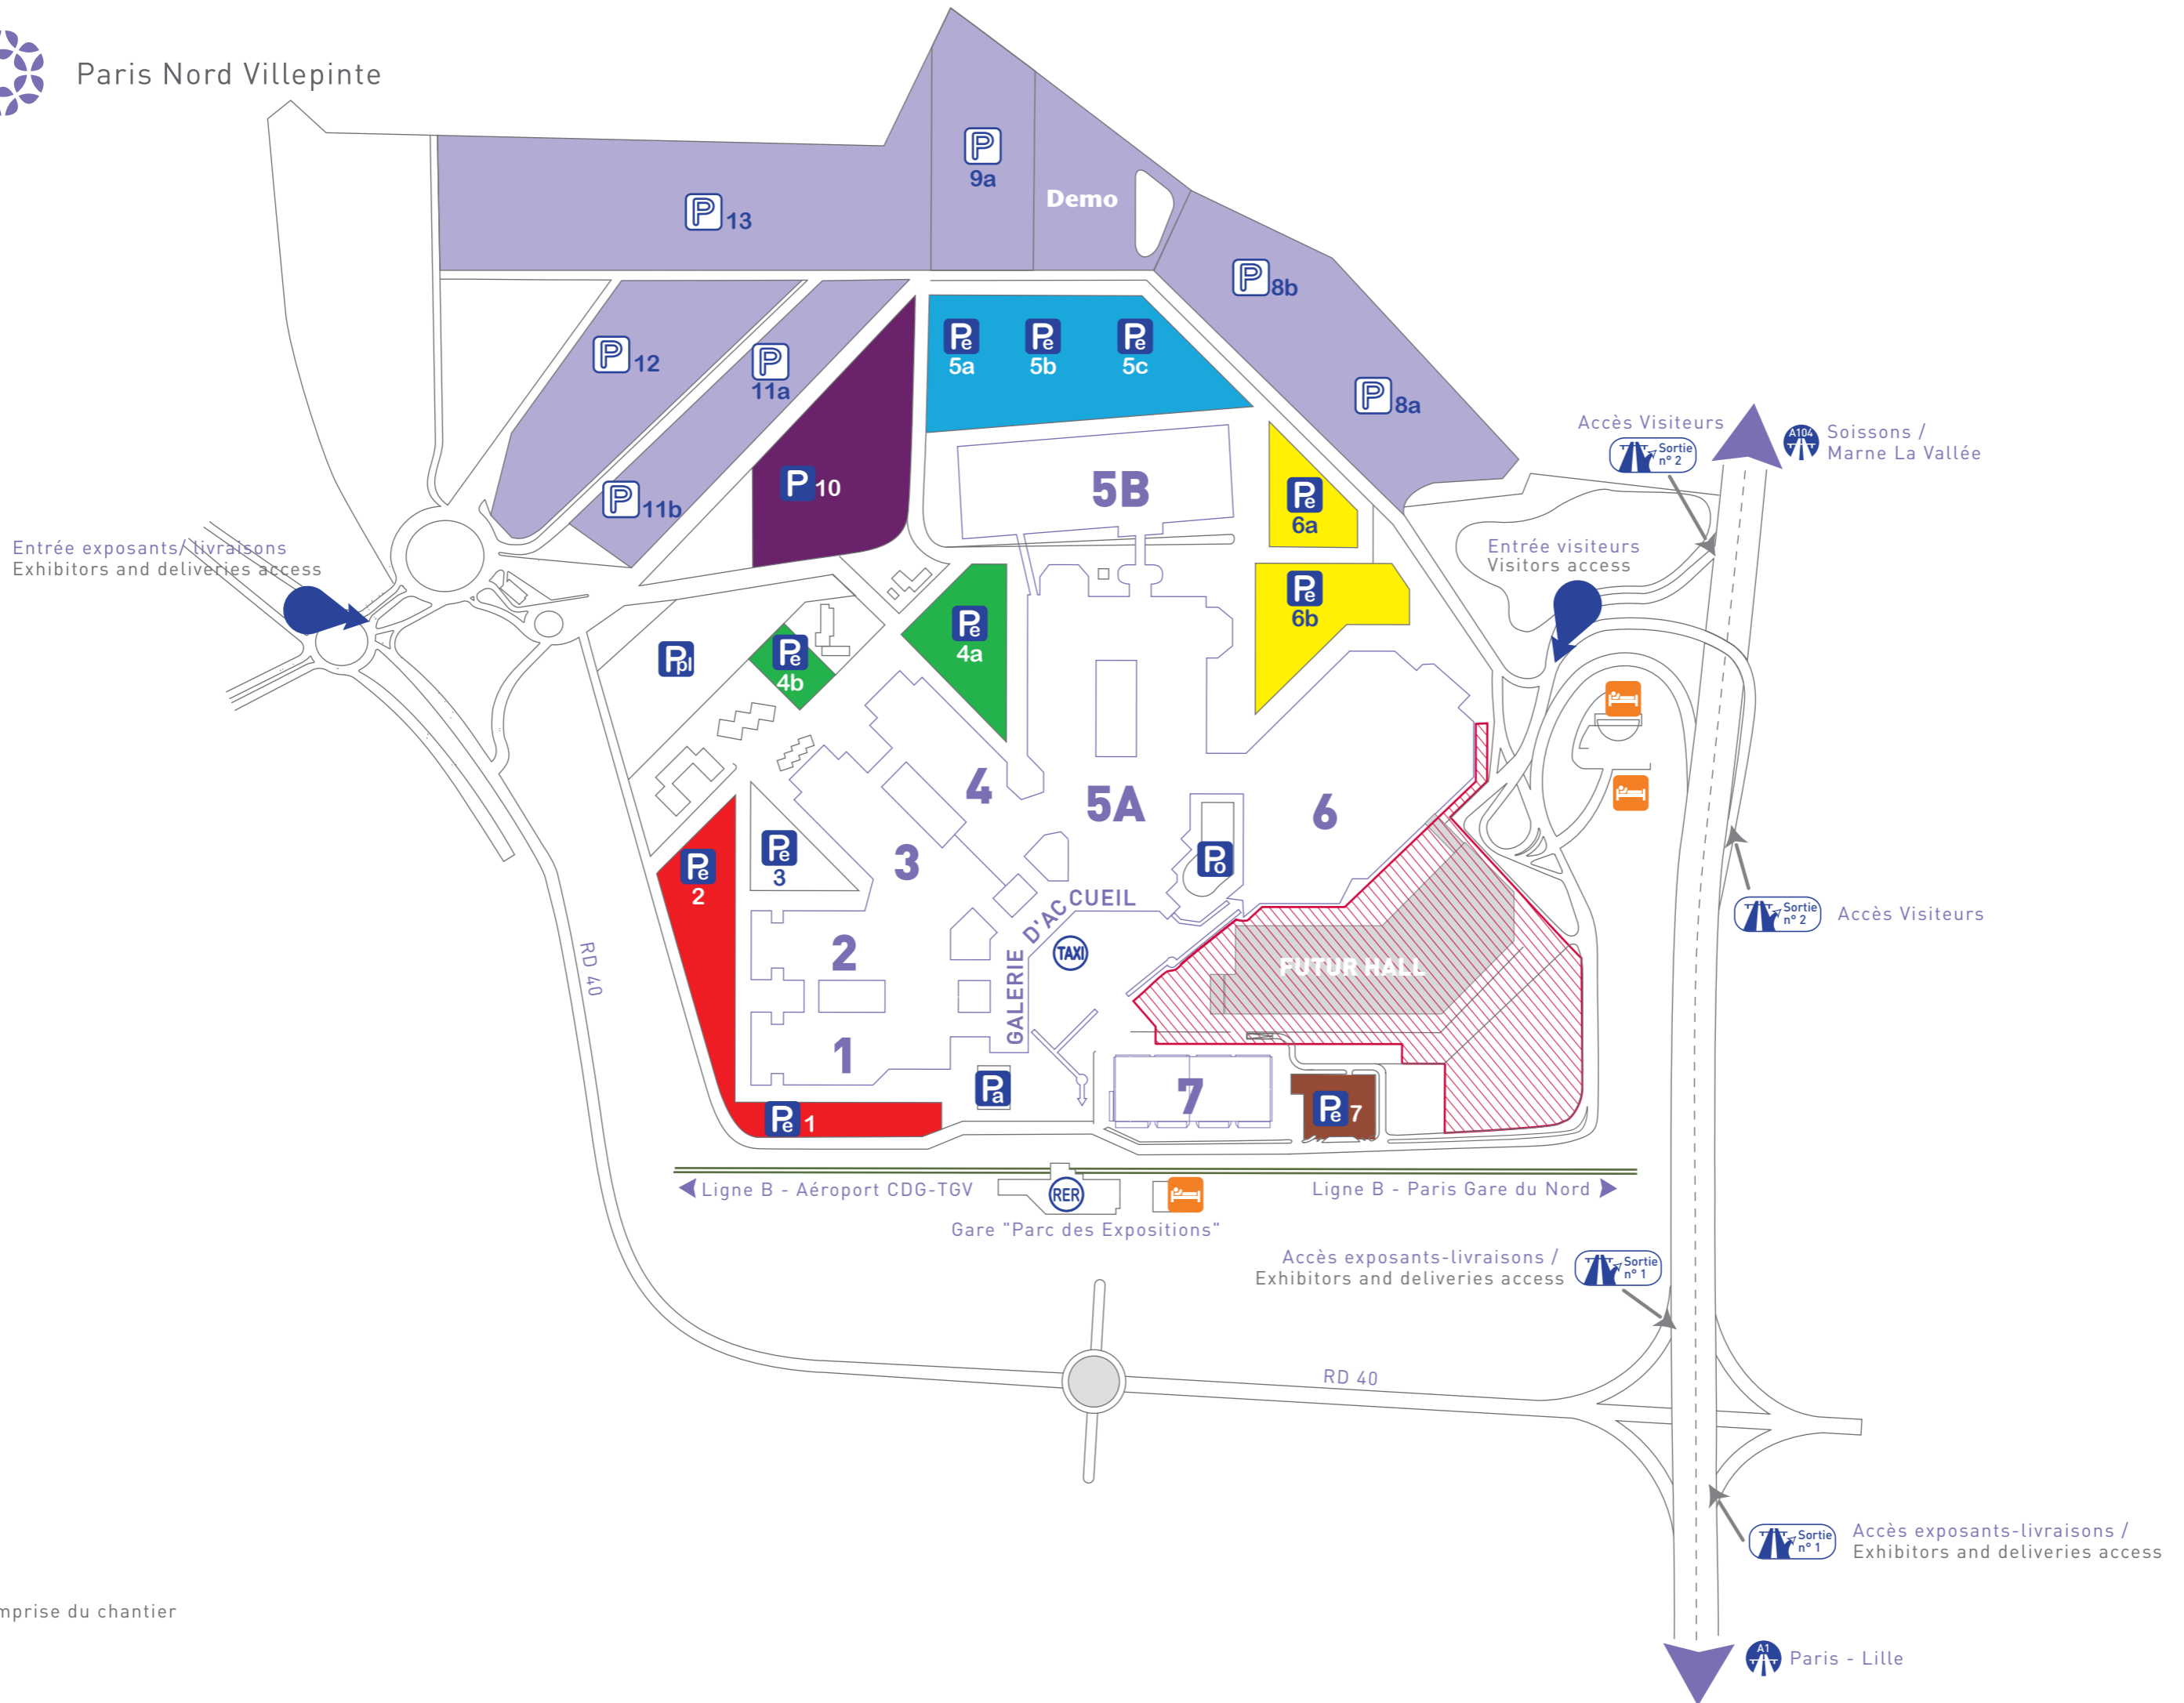 Paris Nord Villepinte
P
9a
Demo
P 13
P 8b
P 12
P
11a
Pe
5a
Pe
5b
Pe
5c
P 8a
Accès Visiteurs
Sortie
n° 2
A104
Soissons /
Marne La Vallée
P 10
P 11b
5B
Pe
6a
Entrée exposants/ livraisons
Exhibitors and deliveries access
Entrée visiteurs
Visitors access
Pe
6b
Pe
4a
Ppl
Pe
4b
4
5A
6
3
Pe
3
Pe
2
Po
GALERIE D'ACCUEIL
TAXI
Sortie
n° 2
Accès Visiteurs
2
RD 40
FUTUR HALL
1
Pa
7
Pe 7
Pe 1
Ligne B - Aéroport CDG-TGV
RER
Ligne B - Paris Gare du Nord
Gare "Parc des Expositions"
Accès exposants-livraisons /
Exhibitors and deliveries access
Sortie
n° 1
RD 40
Sortie
n° 1
Accès exposants-livraisons /
Exhibitors and deliveries access
mprise du chantier
A1
Paris - Lille